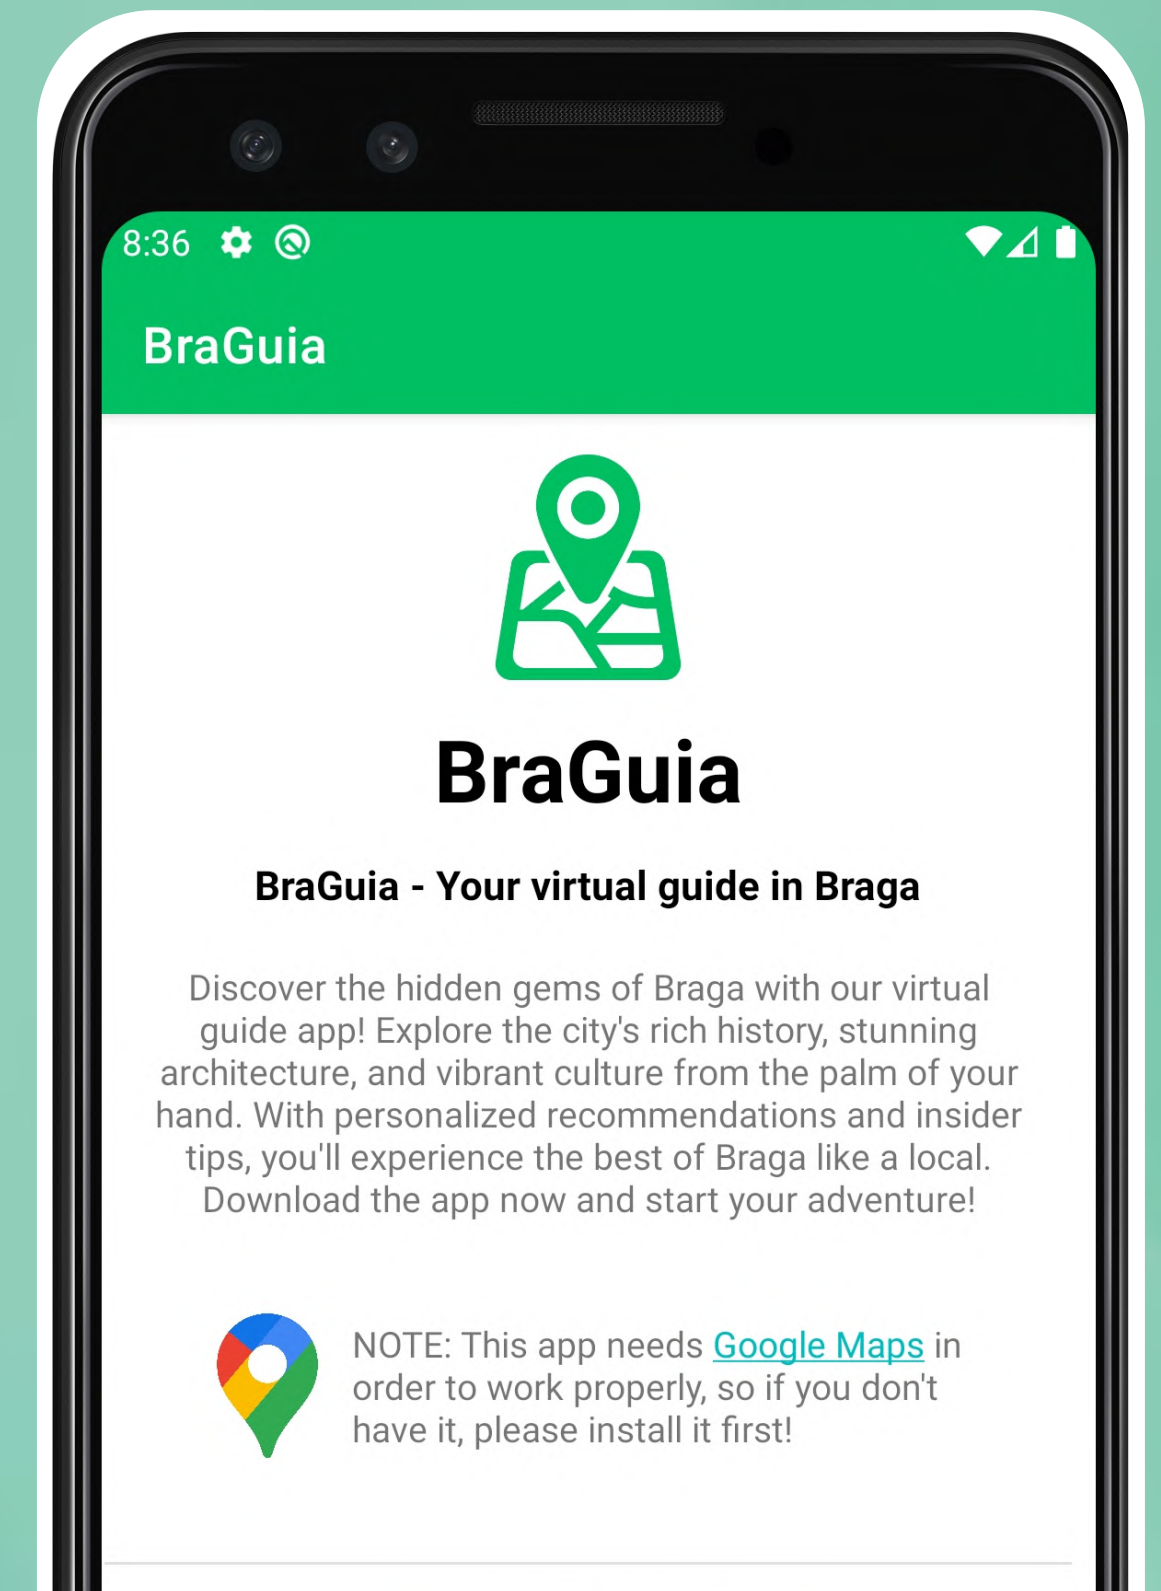 8:36
BraGuia
BraGuia
BraGuia - Your virtual guide in Braga
Discover the hidden gems of Braga with our virtual
guide app! Explore the city's rich history, stunning
architecture, and vibrant culture from the palm of your
hand. With personalized recommendations and insider
tips, you'll experience the best of Braga like a local.
Download the app now and start your adventure!
NOTE: This app needs Google Maps in
order to work properly, so if you don't
have it, please install it first!